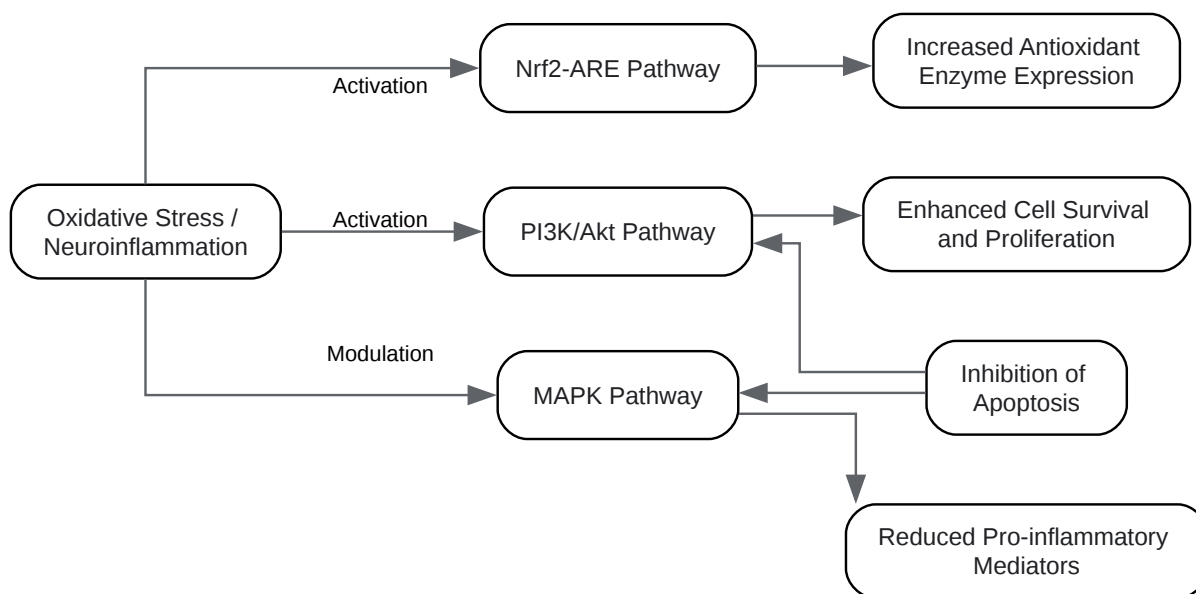 Increased Antioxidant
Enzyme Expression
Nrf2-ARE Pathway
Activation
Oxidative Stress /
Neuroinflammation
Activation
PI3K/Akt Pathway
Enhanced Cell Survival
and Proliferation
Modulation
MAPK Pathway
Inhibition of
Apoptosis
Reduced Pro-inflammatory
Mediators